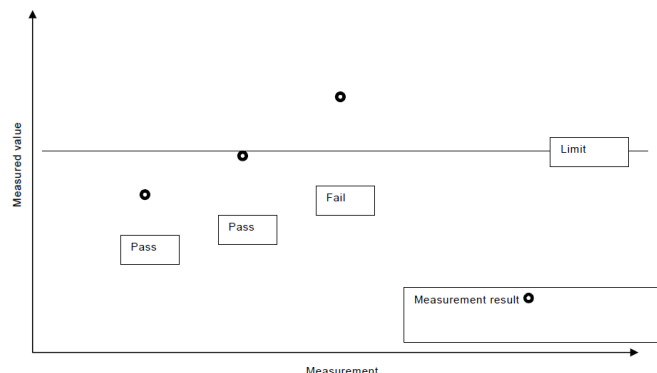 Measured value
Limit
Fail
Pass
Pass
Measurement result
Measurement